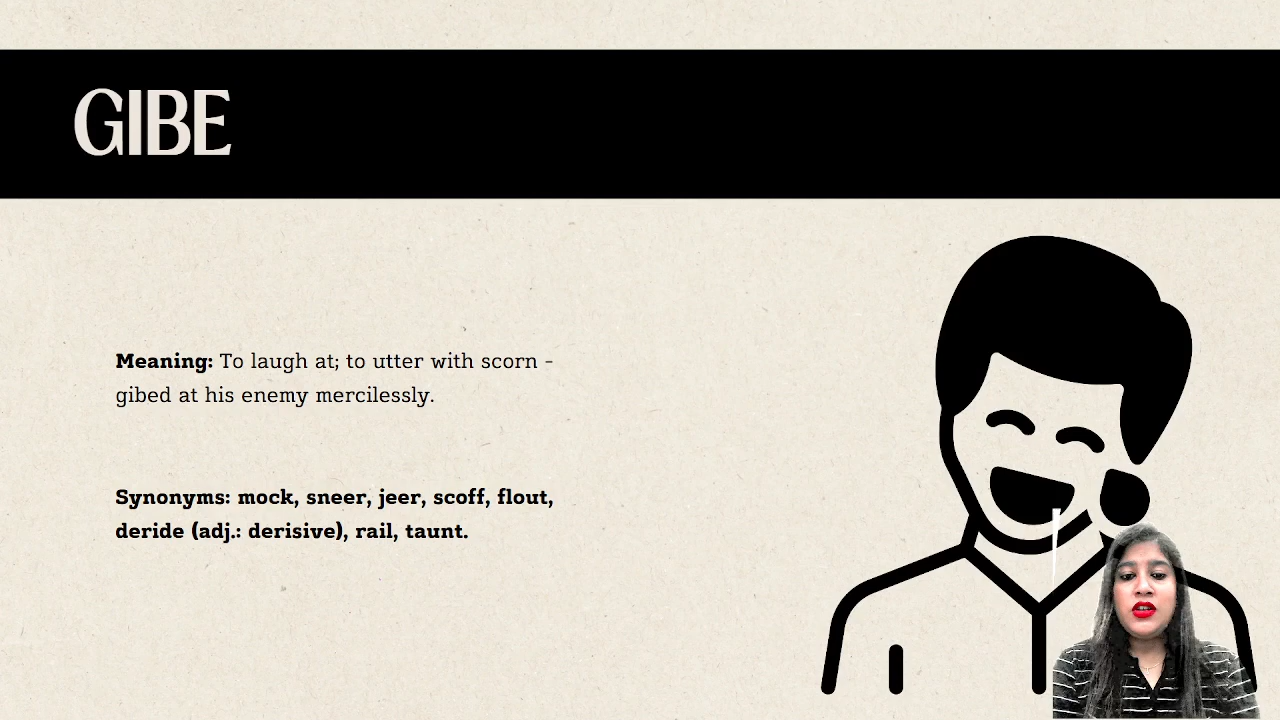 GIBE
Meaning: To laugh at; to utter with scorn -
gibed at his enemy mercilessly.
Synonyms: mock, sneer, jeer, scoff, flout,
deride (adj.: derisive), rail, taunt.